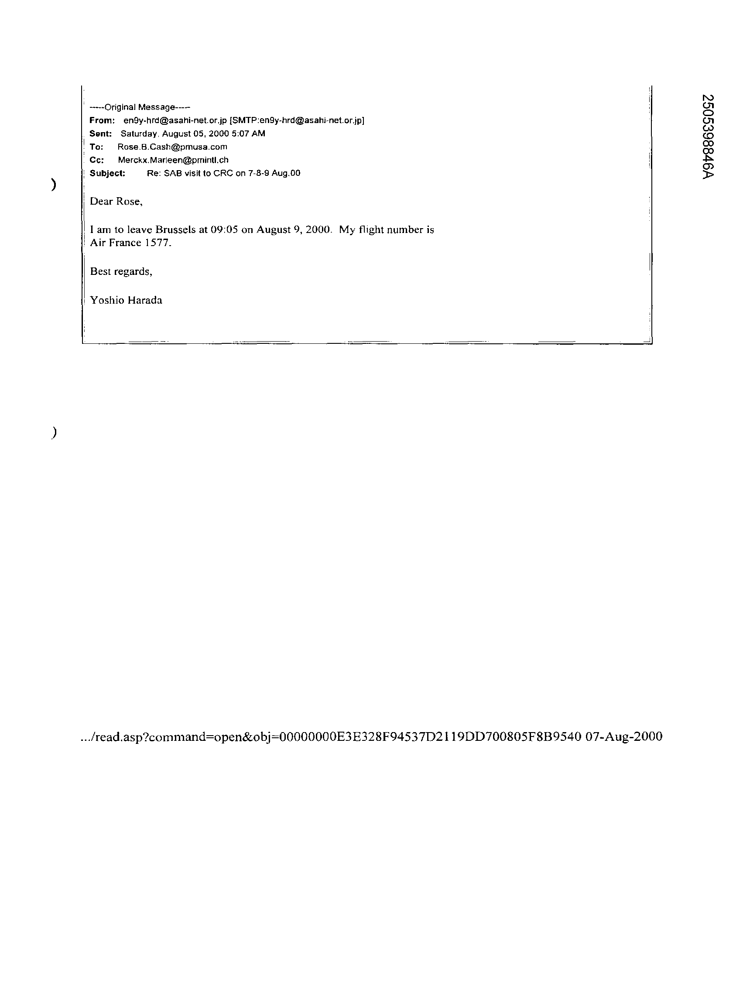 -----Original Message-----
From: en9y-hrd@asahi-net.or.jp [SMTP:en9y-hrd@asahi-net.or.jp]
Sent: Saturday, August 05, 2000 5:07 AM
To: Rose.B.Cash@pmusa.com
Cc: Merckx.Marleen@pmintl.ch
Subject: Re: SAB visit to CRC on 7-8-9 Aug.00
Dear Rose,
I am to leave Brussels at 09:05 on August 9, 2000. My flight number is
Air France 1577.
Best regards,
Yoshio Harada
2505398846A
)
)
.../read.asp?command=open&obj=00000000E3E328F94537D2119DD700805F8B9540 07-Aug-2000